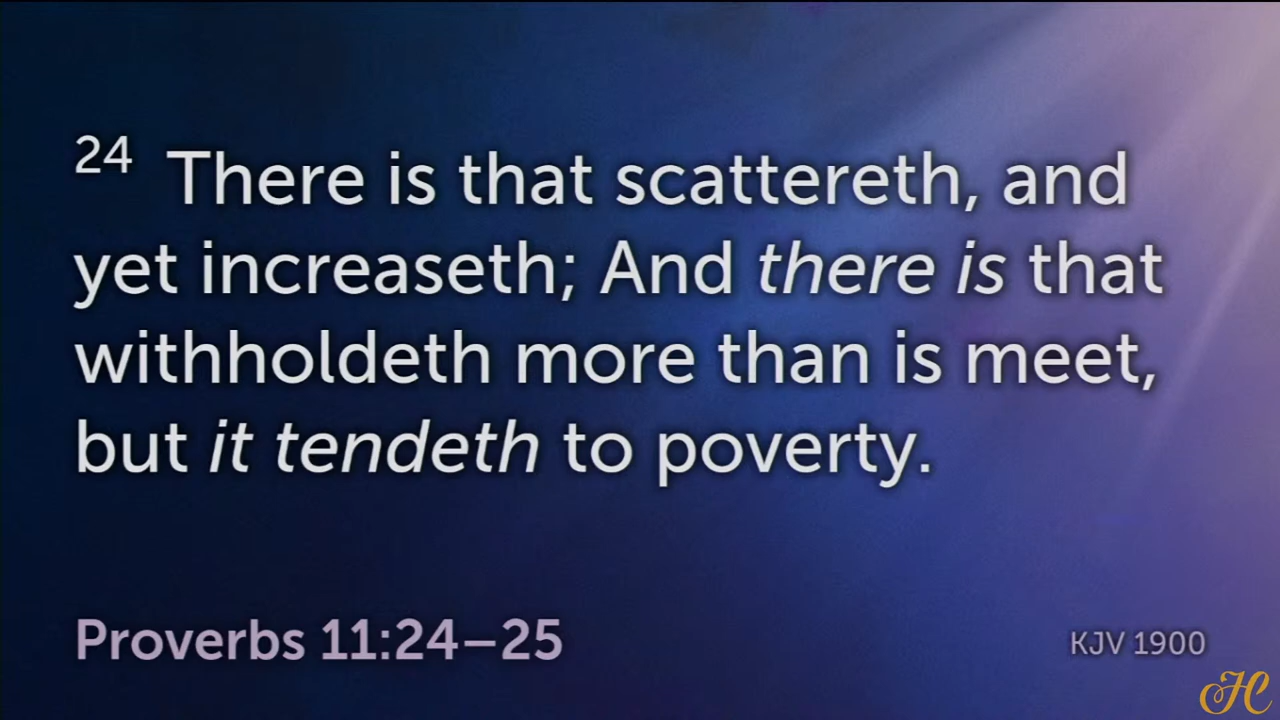 24 There is that scattereth, and
yet increaseth; And there is that
withholdeth more than is meet,
but it tendeth to poverty.
Proverbs 11:24–25
KJV 1900